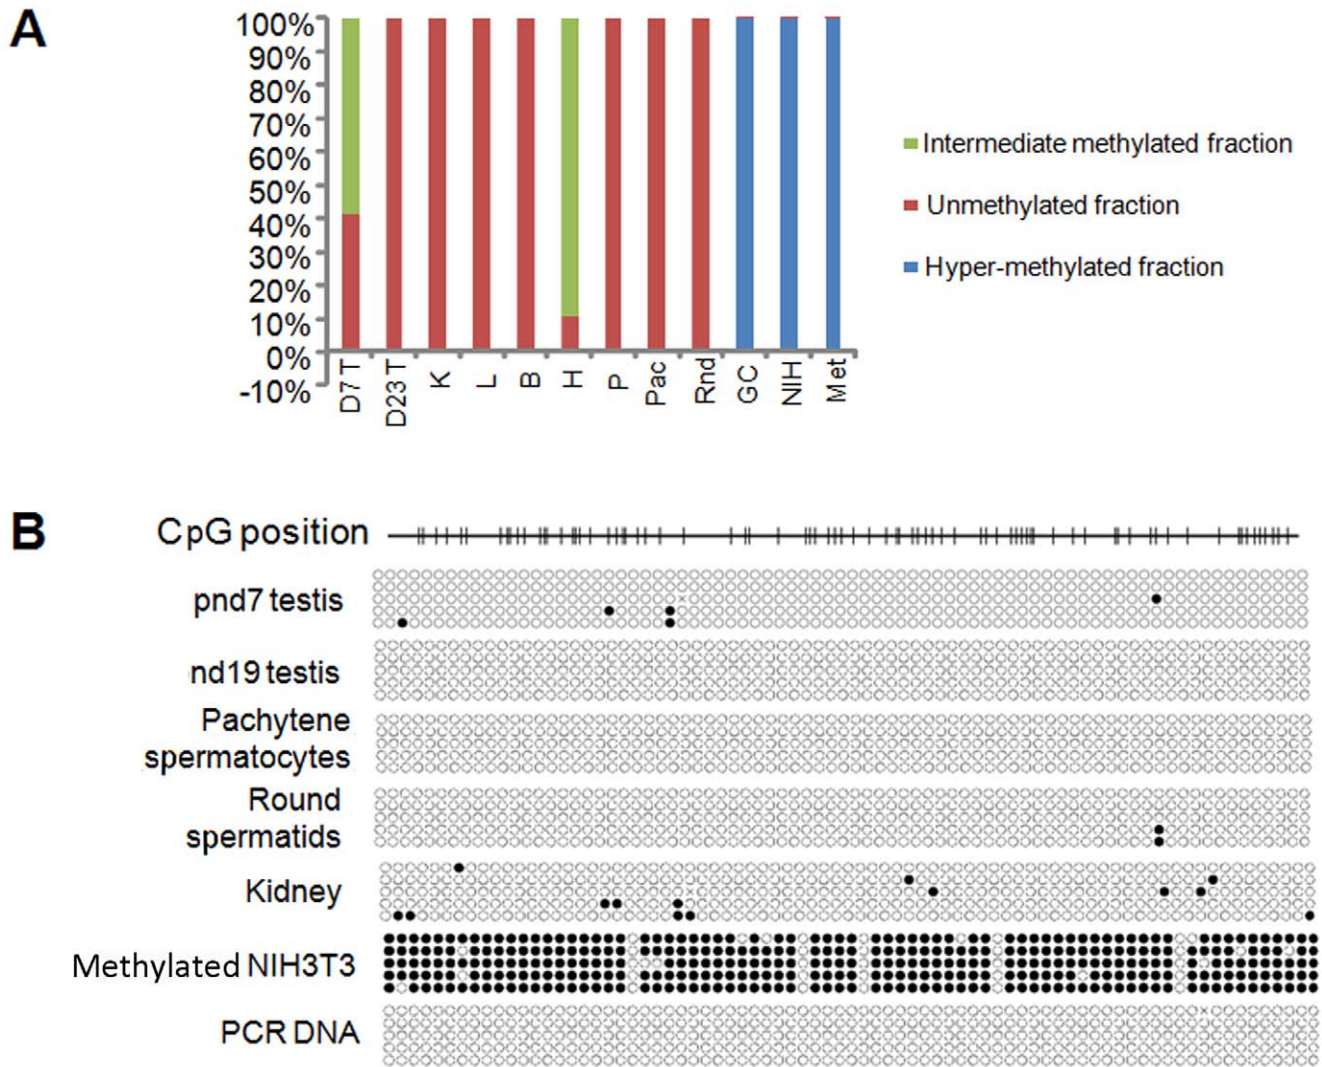 A
100%
90%
80%
70%
60%
50%
40%
30%
20%
10%
0%
-10%
D7 T
D23 T
K
L
B
H
P
Pac
Rnd
GC
NIH
Met
Intermediate methylated fraction
Unmethylated fraction
Hyper-methylated fraction
B
CpG position
pnd7 testis
nd19 testis
Pachytene
spermatocytes
Round
spermatids
Kidney
Methylated NIH3T3
PCR DNA